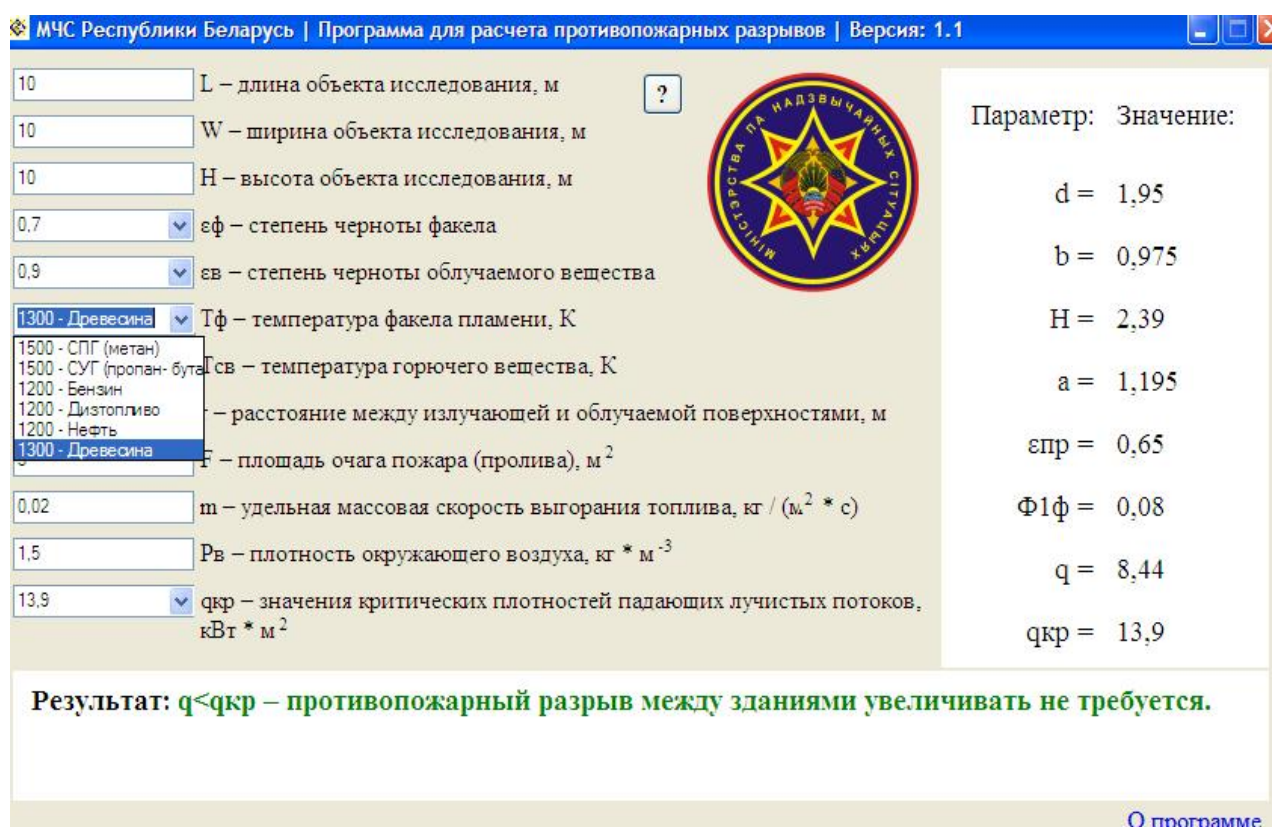 МЧС Республики Беларусь | Программа для расчета противопожарных разрывов | Версия: 1.1
10 L – длина объекта исследования, м
?
10 W – ширина объекта исследования, м
10 H – высота объекта исследования, м
0,7 εф – степень черноты факела
0,9 εв – степень черноты облучаемого вещества
1300 - Древесина Тф – температура факела пламени, К
1500 - СПГ (метан)
1500 - СУГ (пропан- бута
1200 - Бензин
1200 - Дизтопливо
1200 - Нефть
1300 - Древесина
Тсв – температура горючего вещества, К
– расстояние между излучающей и облучаемой поверхностями, м
F – площадь очага пожара (пролива), м 2
0,02 m – удельная массовая скорость выгорания топлива, кг / (м2 * с)
1,5 Рв – плотность окружающего воздуха, кг * м -3
13,9 qкр – значения критических плотностей падающих лучистых потоков,
кВт * м 2
МІНІСТЭРСТВА ПА НАДЗВЫЧАЙНЫХ СІТУАЦЫЯХ
Параметр: Значение:
d = 1,95
b = 0,975
H = 2,39
a = 1,195
εпр = 0,65
Ф1ф = 0,08
q = 8,44
qкр = 13,9
Результат: q<qкр – противопожарный разрыв между зданиями увеличивать не требуется.
О программе